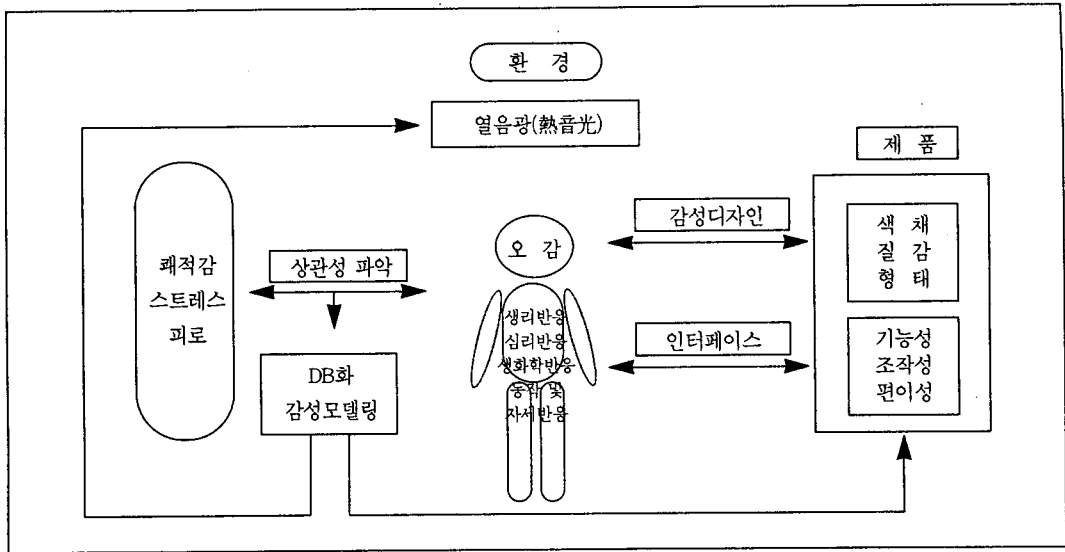 환 경
열음광(熱音光)
제 품
감성디자인
색 채
질 감
형 태
오 감
쾌적감
스트레스
피로
상관성 파악
생리반응
심리반응
생화학반응
동작 및
자세반응
인터페이스
기능성
조작성
편이성
DB화
감성모델링